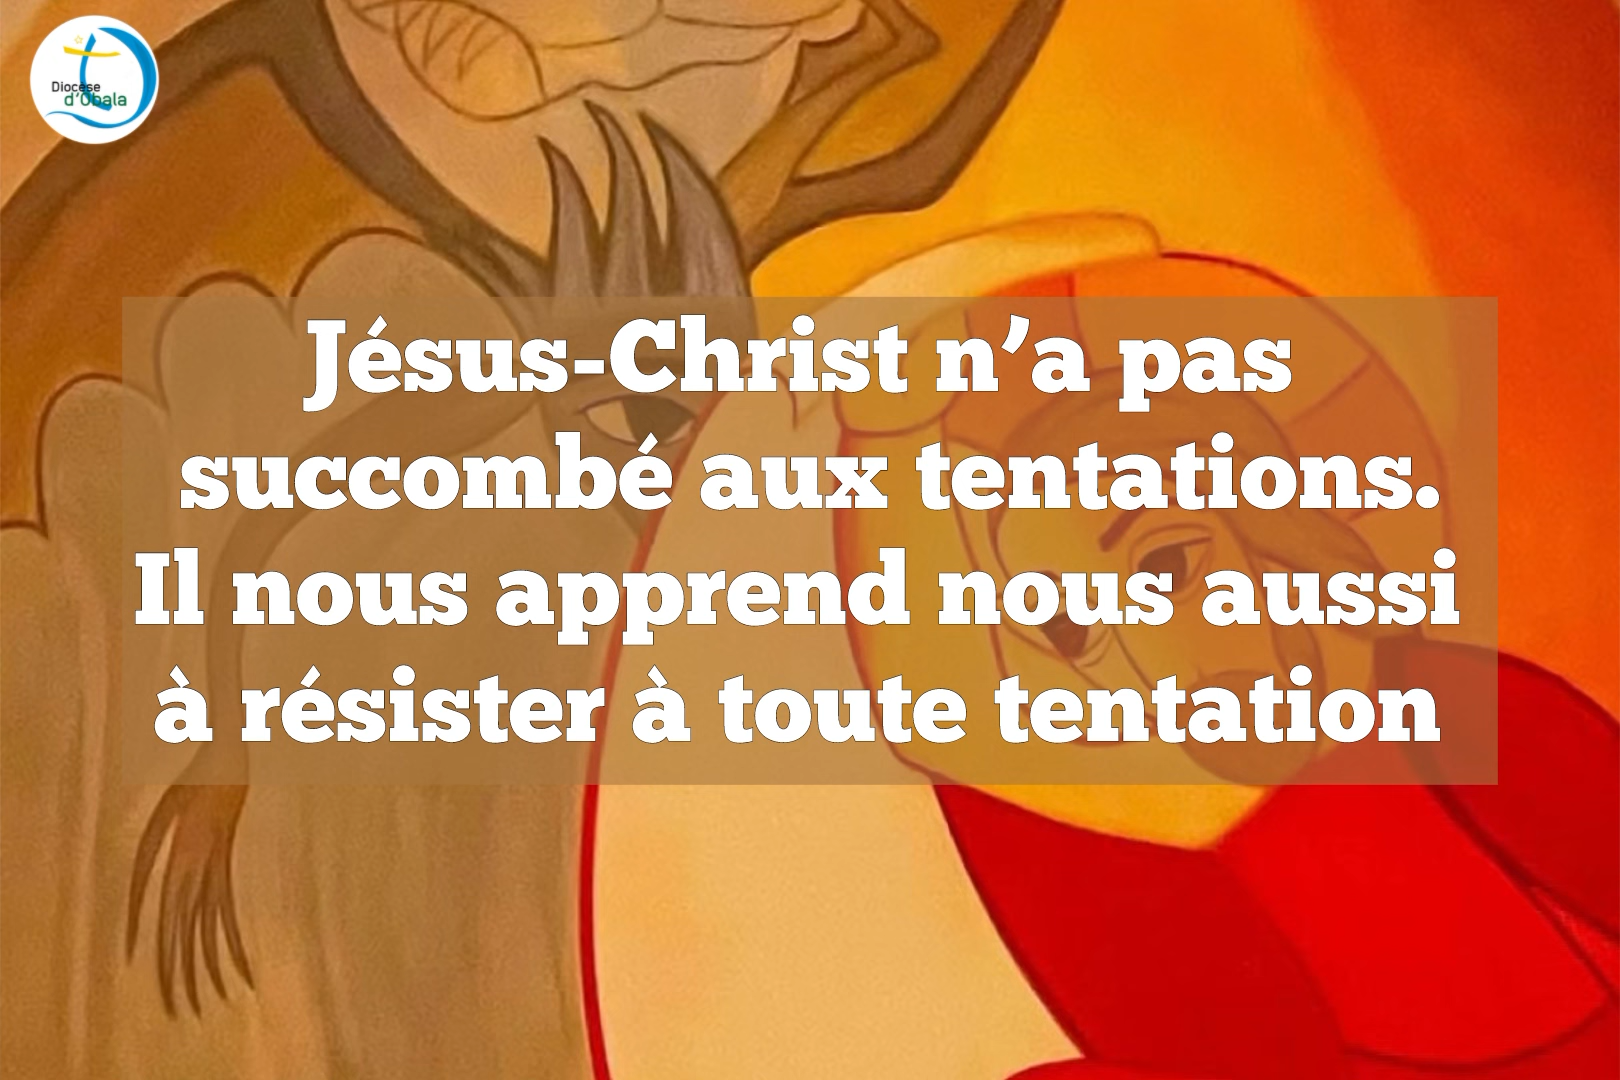 Diocèse
d'Obala
Jésus-Christ n’a pas
succombé aux tentations.
Il nous apprend nous aussi
à résister à toute tentation